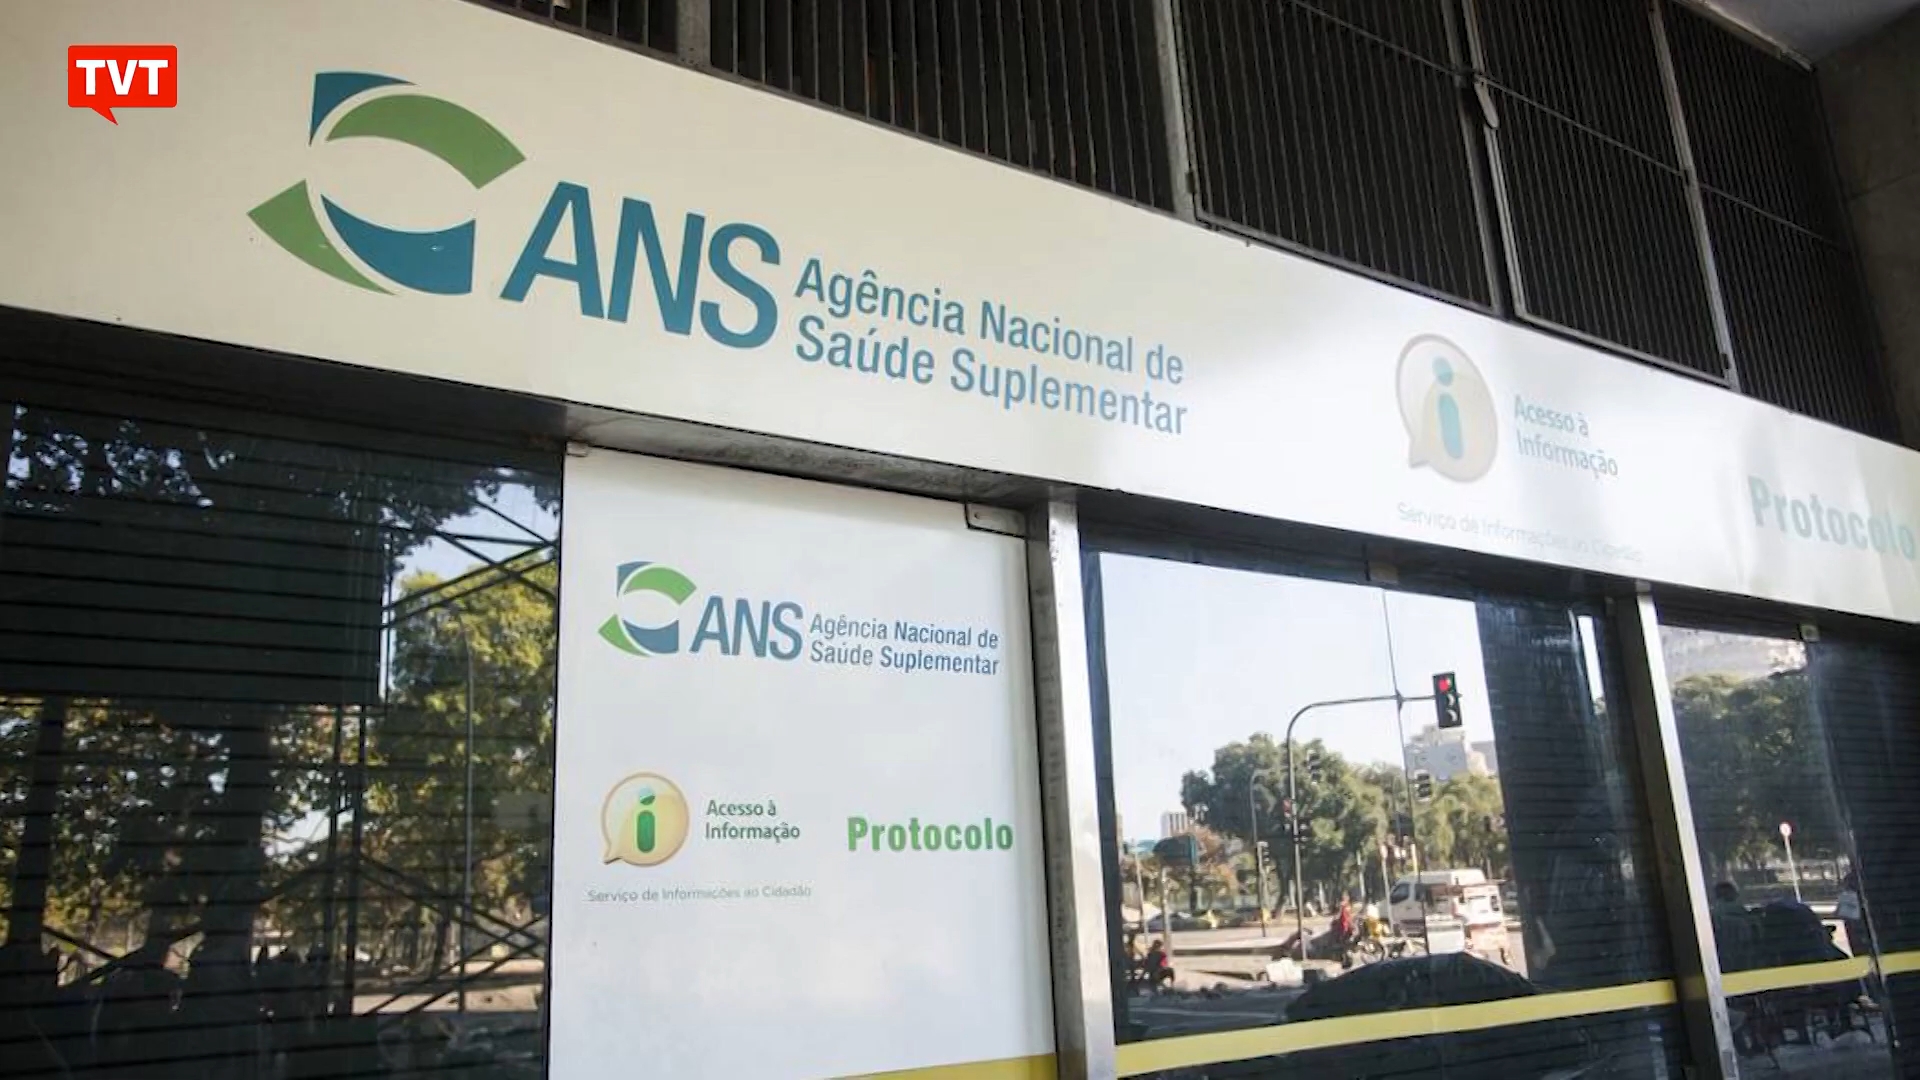 TVT
ANS
Agência Nacional de
Saúde Suplementar
Acesso à
Informação
Serviço de Informações ao Cidadão
Protocolo
ANS
Agência Nacional de
Saúde Suplementar
Acesso à
Informação
Serviço de Informações ao Cidadão
Protocolo